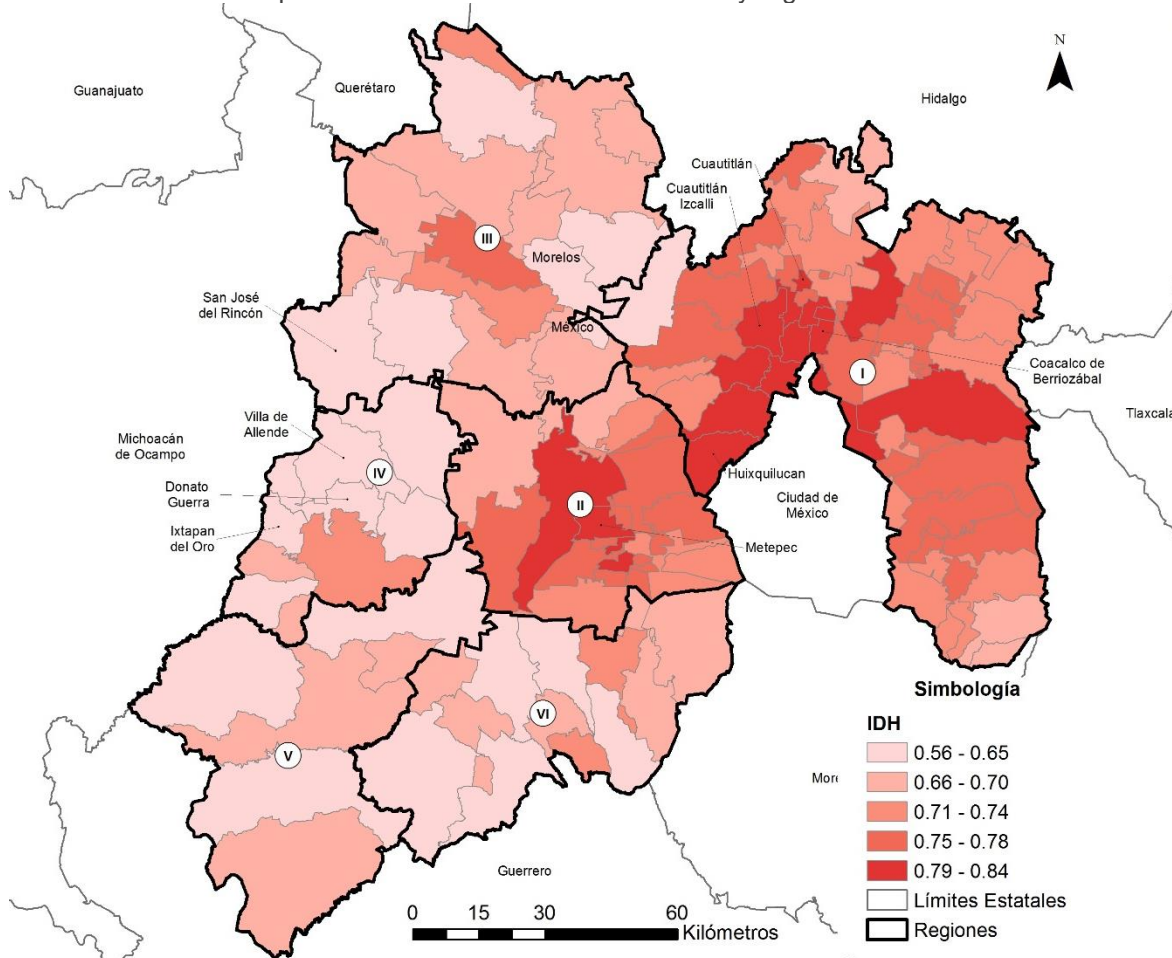 N
Guanajuato
Querétaro
Hidalgo
Cuautitlán
Cuautitlán
Izcalli
III
Morelos
San José
del Rincón
México
I
Coacalco de
Berriozábal
Tlaxcala
Villa de
Allende
Michoacán
de Ocampo
IV
Donato
Guerra
Huixquilucan
II
Ciudad de
México
Ixtapan
del Oro
Metepec
Simbología
IDH
VI
0.56 - 0.65
V
0.66 - 0.70
More
0.71 - 0.74
0.75 - 0.78
Guerrero
0.79 - 0.84
Límites Estatales
0 15 30 60
Kilómetros
Regiones